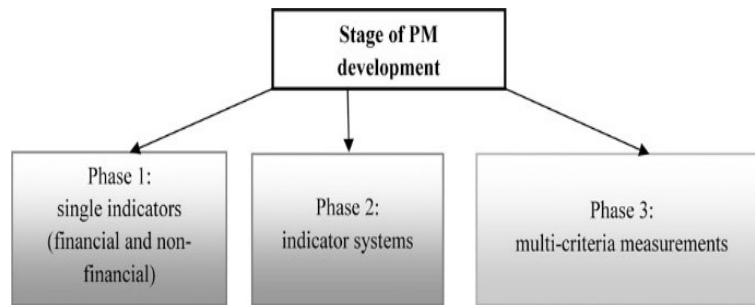 Stage of PM
development
Phase 1:
single indicators
(financial and non-
financial)
Phase 2:
indicator systems
Phase 3:
multi-criteria measurements